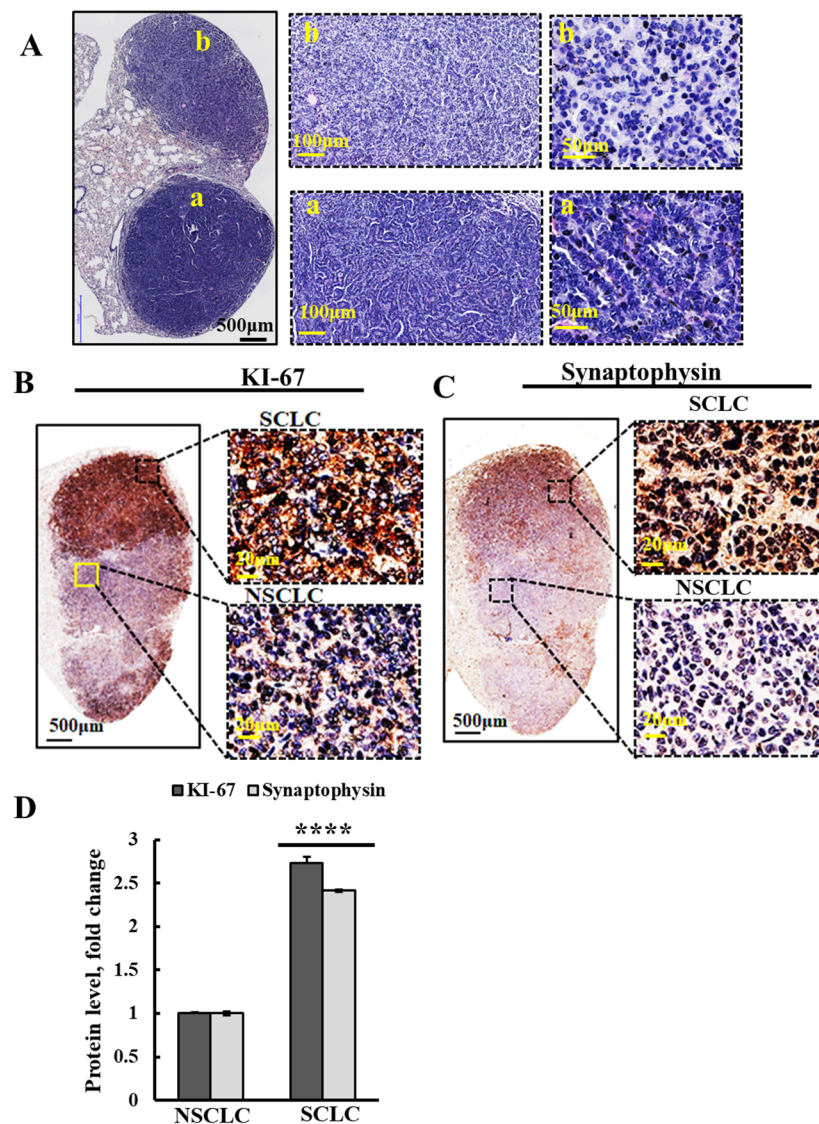 A
b
a
500μm
b
100μm
b
50μm
a
100μm
a
50μm
B
KI-67
SCLC
20μm
NSCLC
20μm
500μm
C
Synaptophysin
SCLC
20μm
NSCLC
20μm
500μm
D
KI-67 Synaptophysin
****
Protein level, fold change
3
2.5
2
1.5
1
0.5
0
NSCLC SCLC